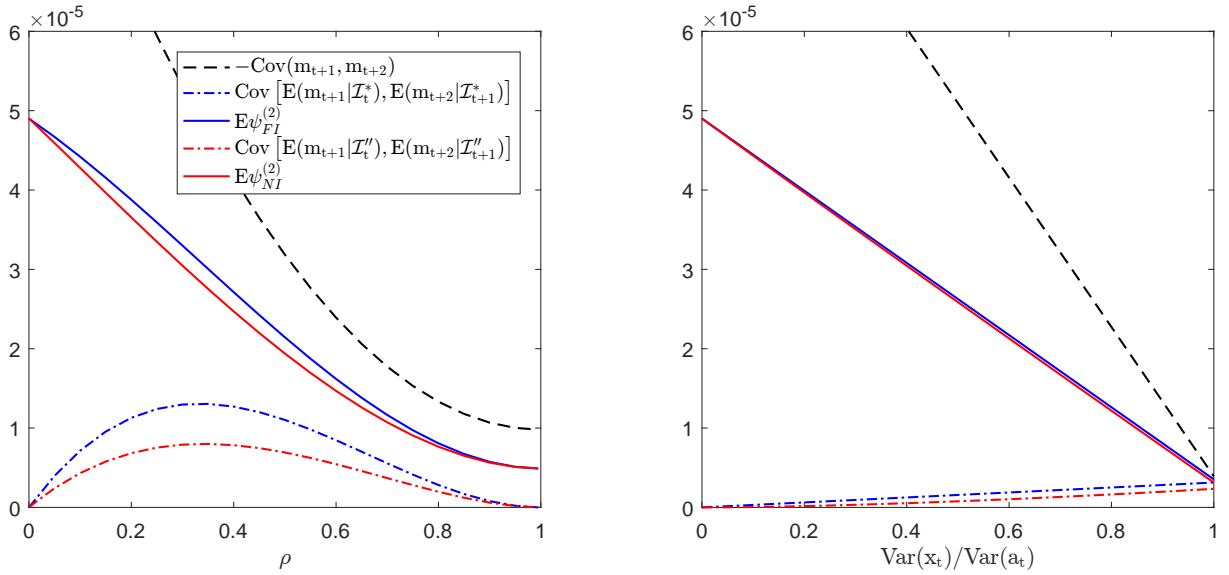 ×10⁻⁵
6
5
4
3
2
1
0
0 0.2 0.4 0.6 0.8 1
ρ
−Cov(m_{t+1}, m_{t+2})
Cov [E(m_{t+1}|ℐ*_t), E(m_{t+2}|ℐ*_{t+1})]
Eψ_{FI}^{(2)}
Cov [E(m_{t+1}|ℐ''_t), E(m_{t+2}|ℐ''_{t+1})]
Eψ_{NI}^{(2)}
×10⁻⁵
6
5
4
3
2
1
0
0 0.2 0.4 0.6 0.8 1
Var(x_t)/Var(a_t)